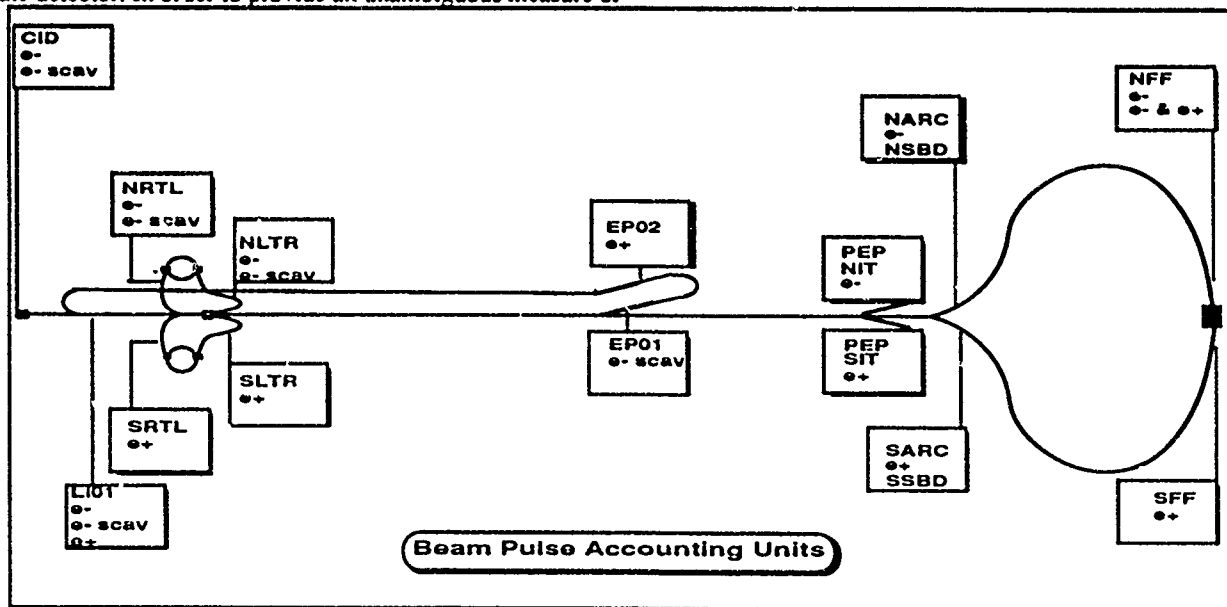 CID
e-
e- scav
NFF
e-
e- & e+
NARC
e-
NSBD
NRTL
e-
e- scav
NLTR
e-
e- scav
EP02
e+
PEP
NIT
e-
EP01
e- scav
PEP
SIT
e+
SLTR
e+
SRTL
e+
SARC
e+
SSBD
LI01
e-
e- scav
e+
SFF
e+
Beam Pulse Accounting Units